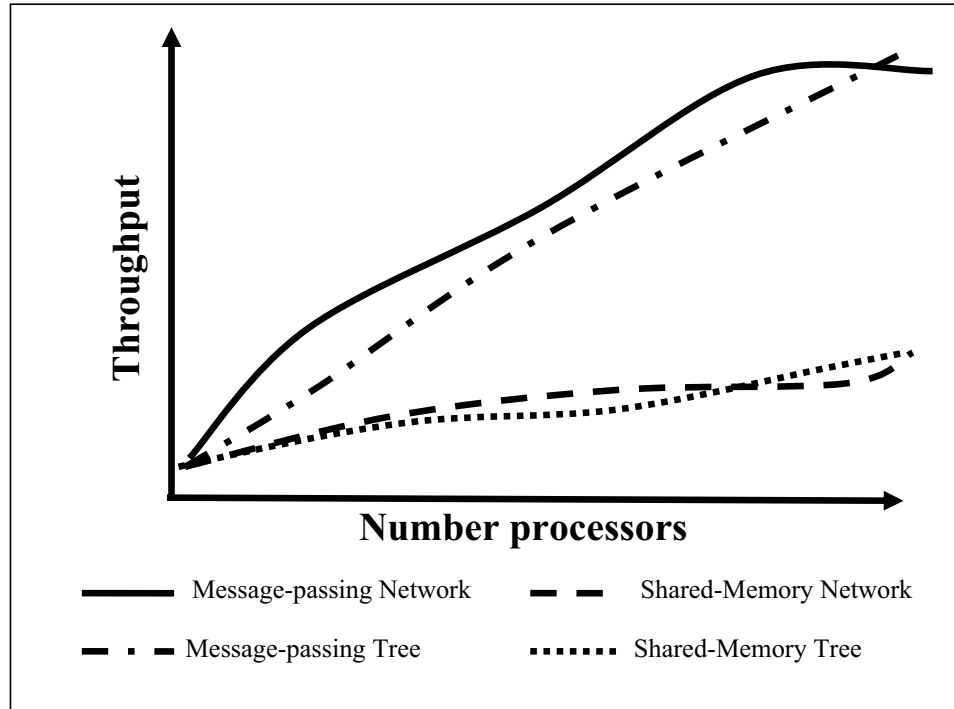 Throughput
Number processors
Message-passing Network
Shared-Memory Network
Message-passing Tree
Shared-Memory Tree